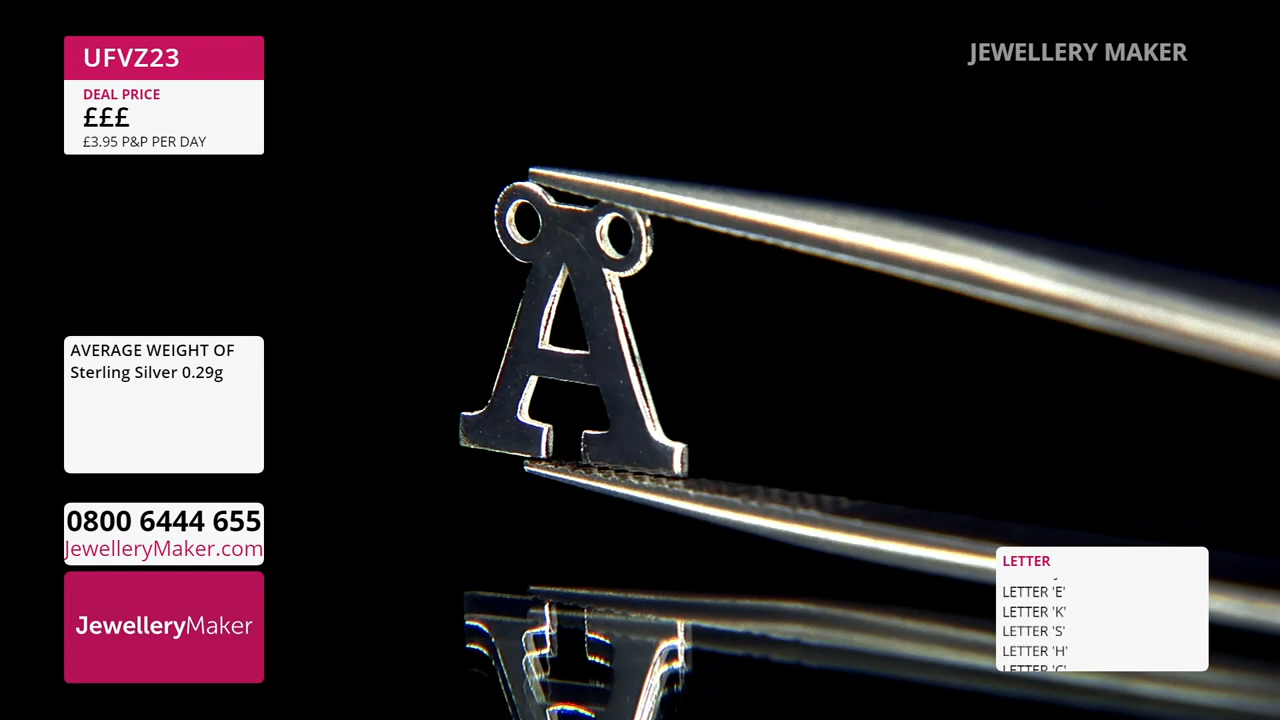 UFVZ23
DEAL PRICE
£££
£3.95 P&P PER DAY
JEWELLERY MAKER
A
AVERAGE WEIGHT OF
Sterling Silver 0.29g
0800 6444 655
JewelleryMaker.com
JewelleryMaker
LETTER
LETTER 'E'
LETTER 'K'
LETTER 'S'
LETTER 'H'
LETTER 'C'